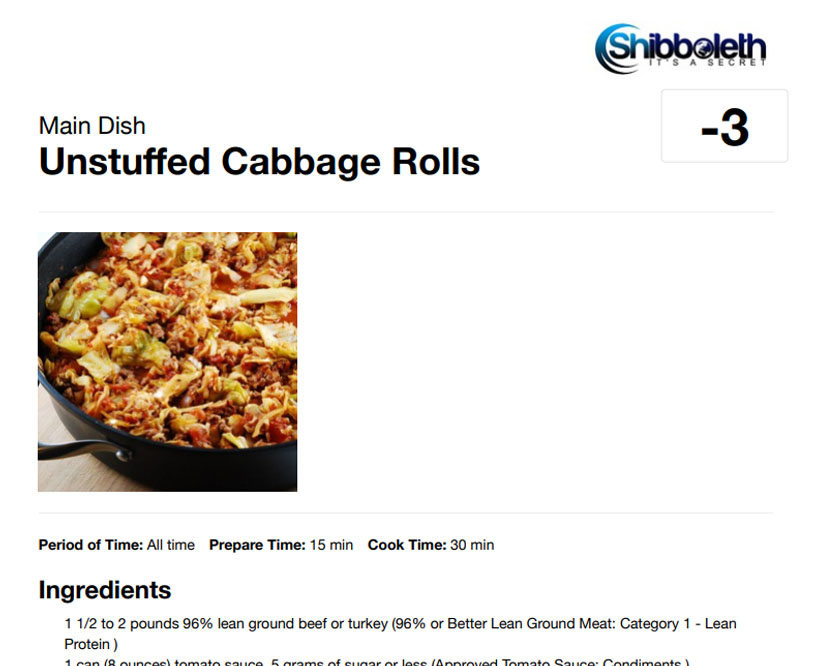 Shibboleth
IT'S A SECRET
-3
Main Dish
Unstuffed Cabbage Rolls
Period of Time: All time Prepare Time: 15 min Cook Time: 30 min
Ingredients
1 1/2 to 2 pounds 96% lean ground beef or turkey (96% or Better Lean Ground Meat: Category 1 - Lean
Protein )
1 can (8 ounces) tomato sauce, 5 grams of sugar or less (Approved Tomato Sauce: Condiments )